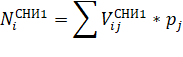 N_i^{СНИ1} = ∑ V_{ij}^{СНИ1} * p_j